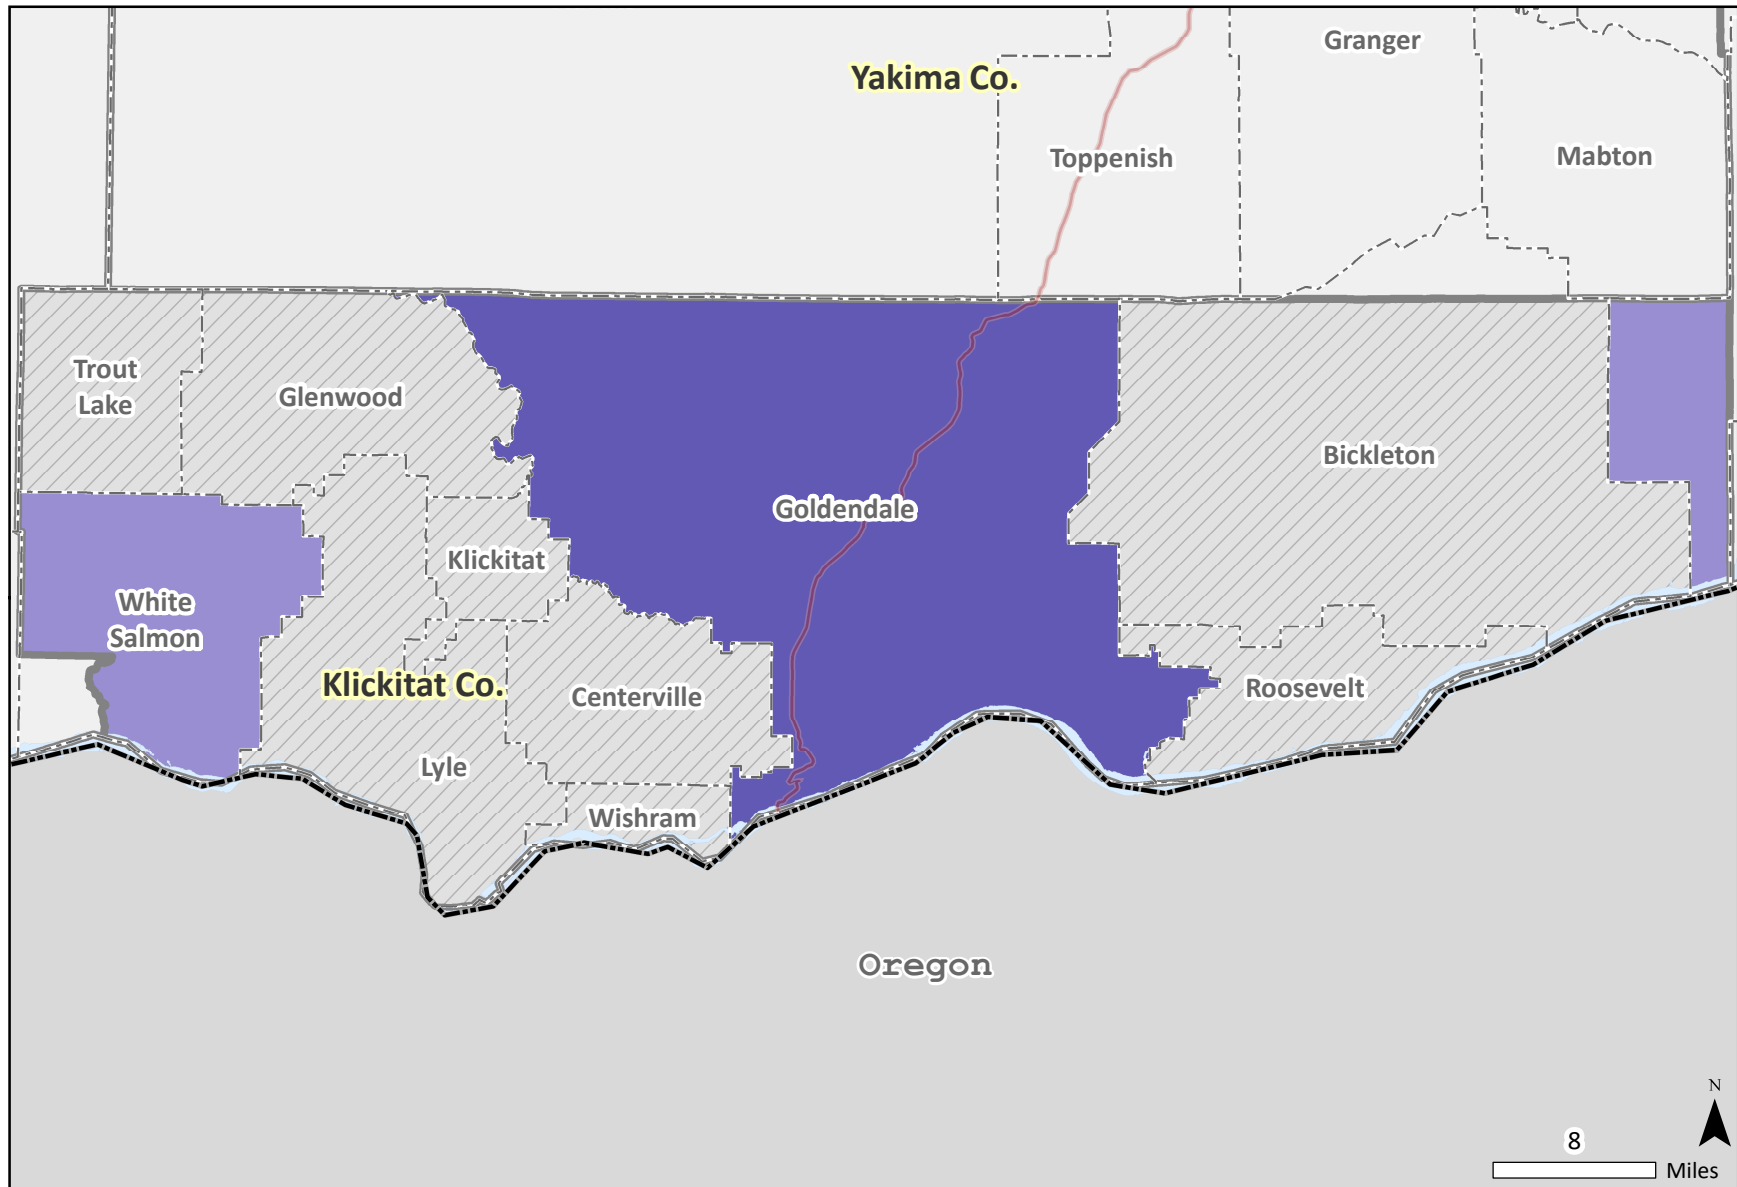 Granger
Yakima Co.
Toppenish
Mabton
Trout
Lake
Glenwood
Bickleton
Goldendale
Klickitat
White
Salmon
Klickitat Co.
Centerville
Roosevelt
Lyle
Wishram
Oregon
N
8
Miles